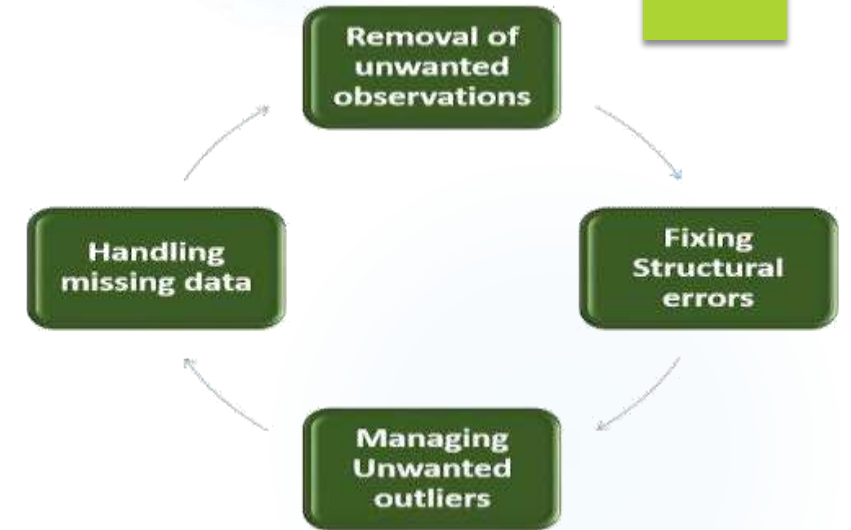 Removal of
unwanted
observations
Fixing
Structural
errors
Managing
Unwanted
outliers
Handling
missing data